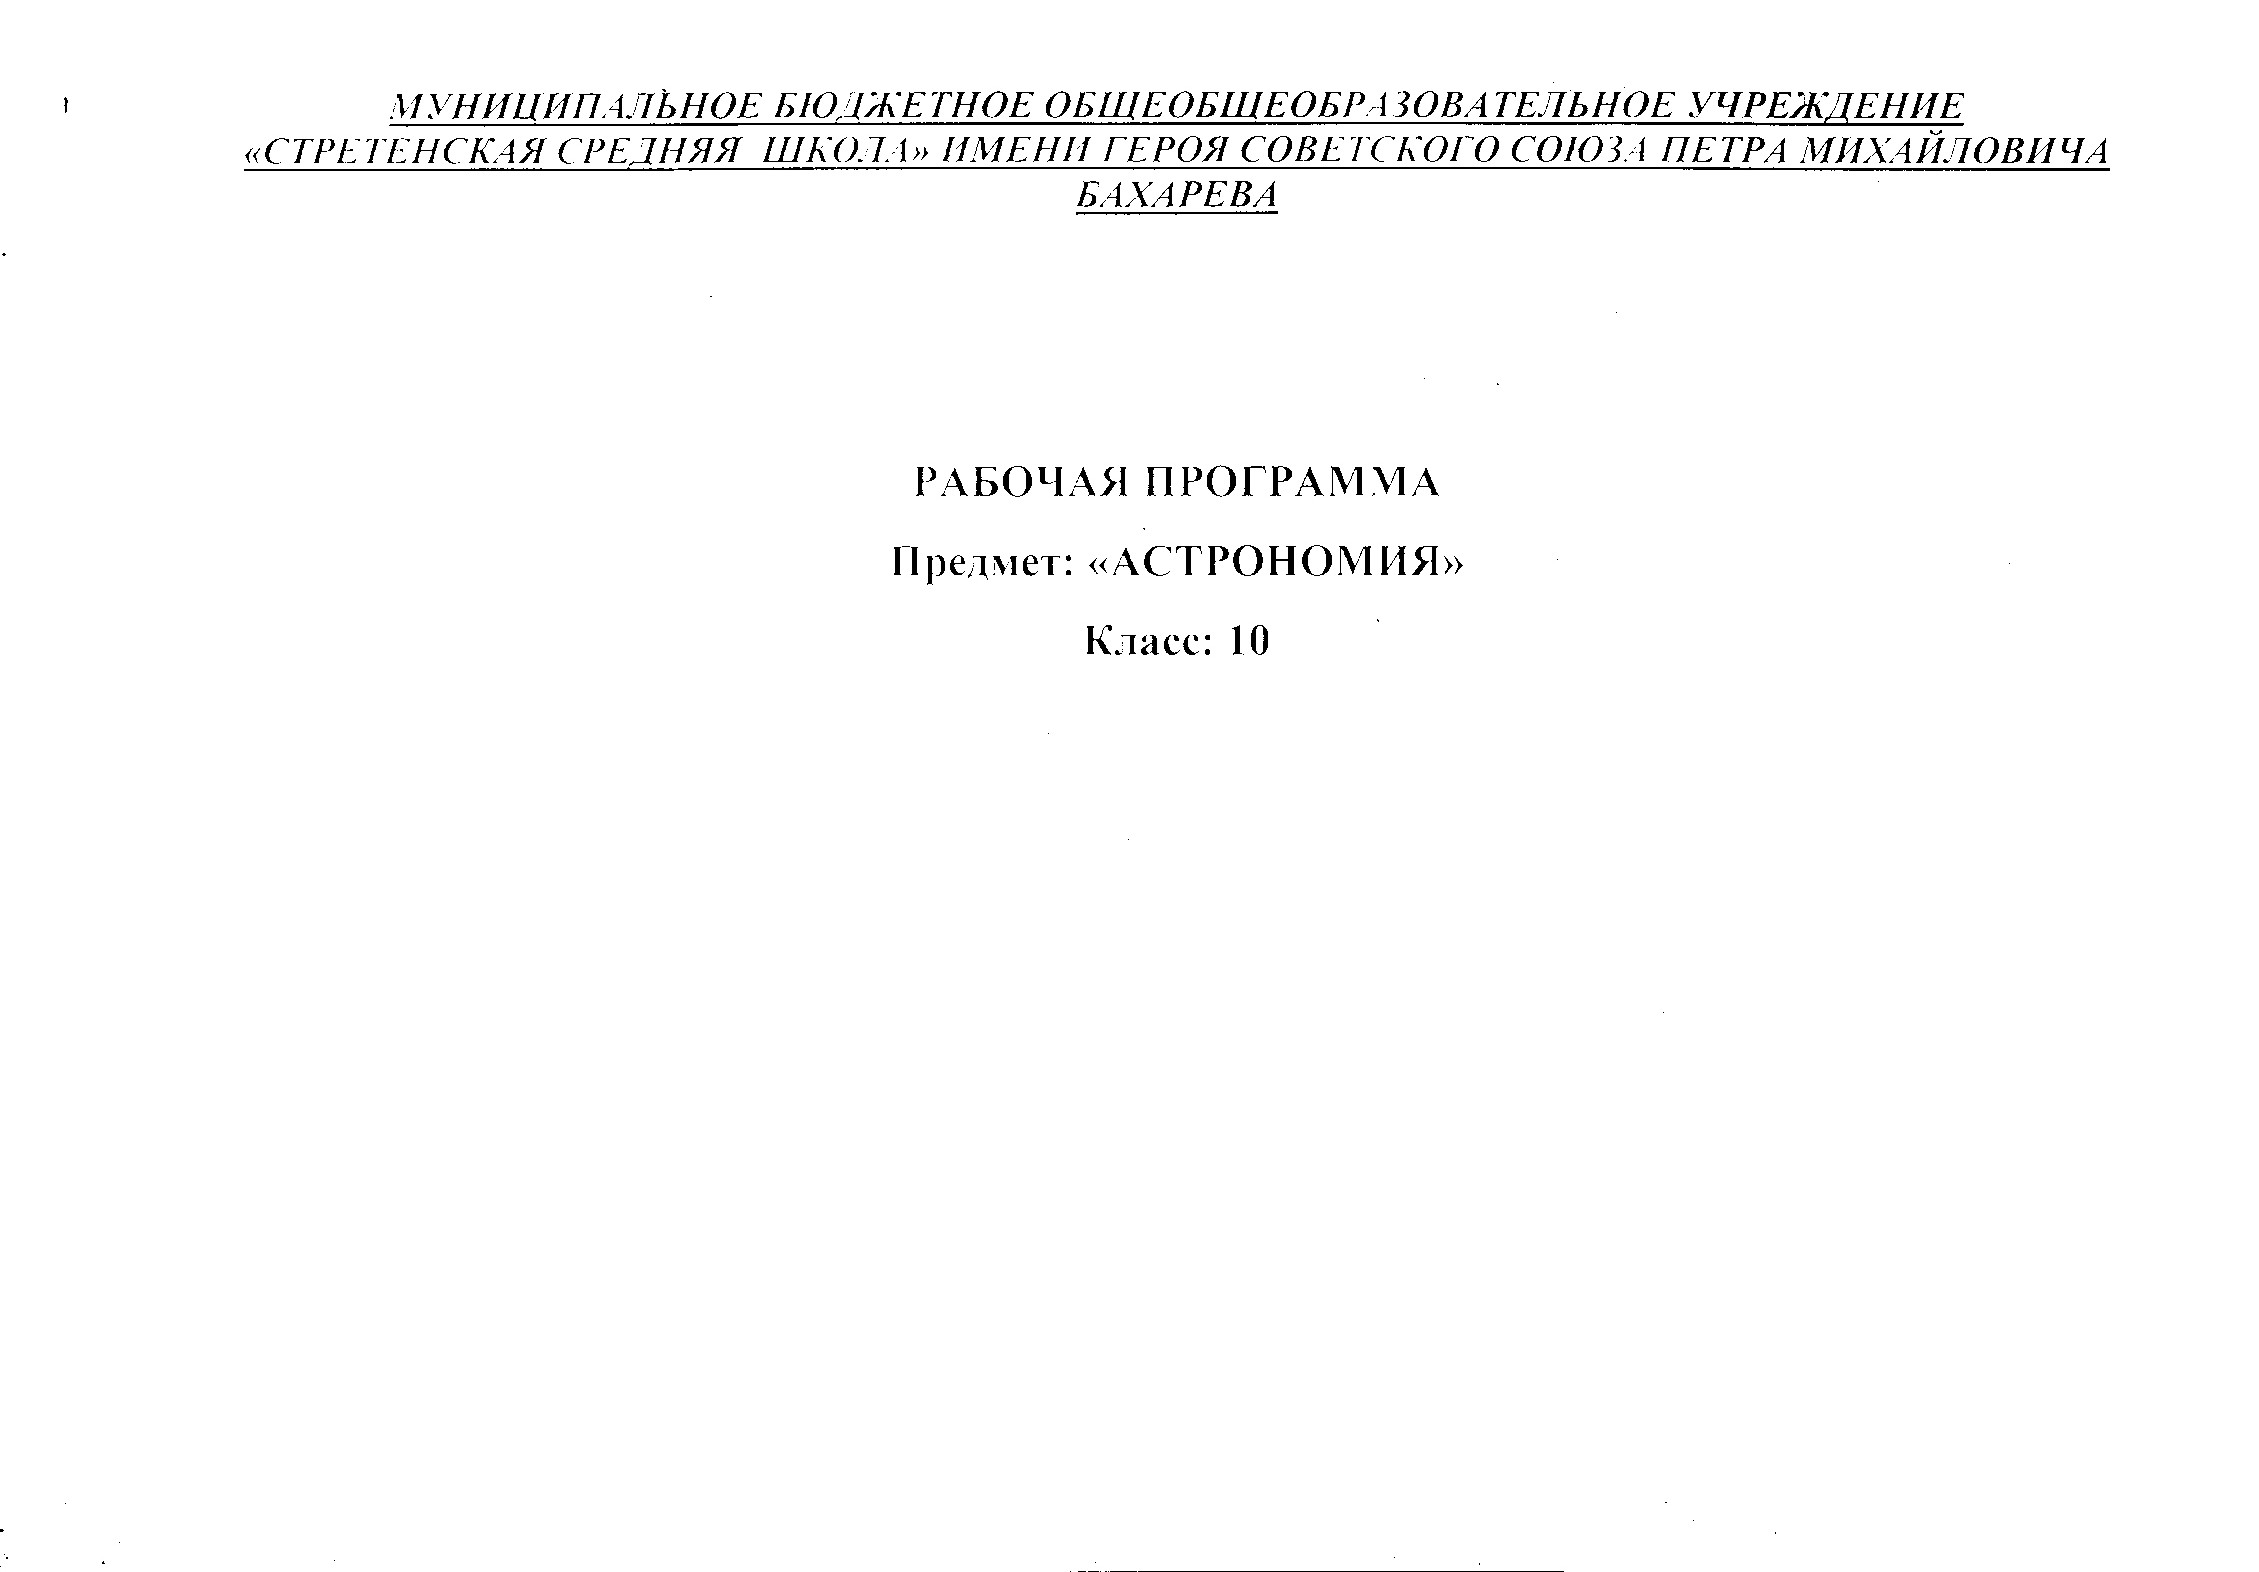 МУНИЦИПАЛЬНОЕ БЮДЖЕТНОЕ ОБЩЕОБЩЕОБРАЗОВАТЕЛЬНОЕ УЧРЕЖДЕНИЕ
«СТРЕТЕНСКАЯ СРЕДНЯЯ ШКОЛА» ИМЕНИ ГЕРОЯ СОВЕТСКОГО СОЮЗА ПЕТРА МИХАЙЛОВИЧА
БАХАРЕВА
РАБОЧАЯ ПРОГРАММА
Предмет: «АСТРОНОМИЯ»
Класс: 10